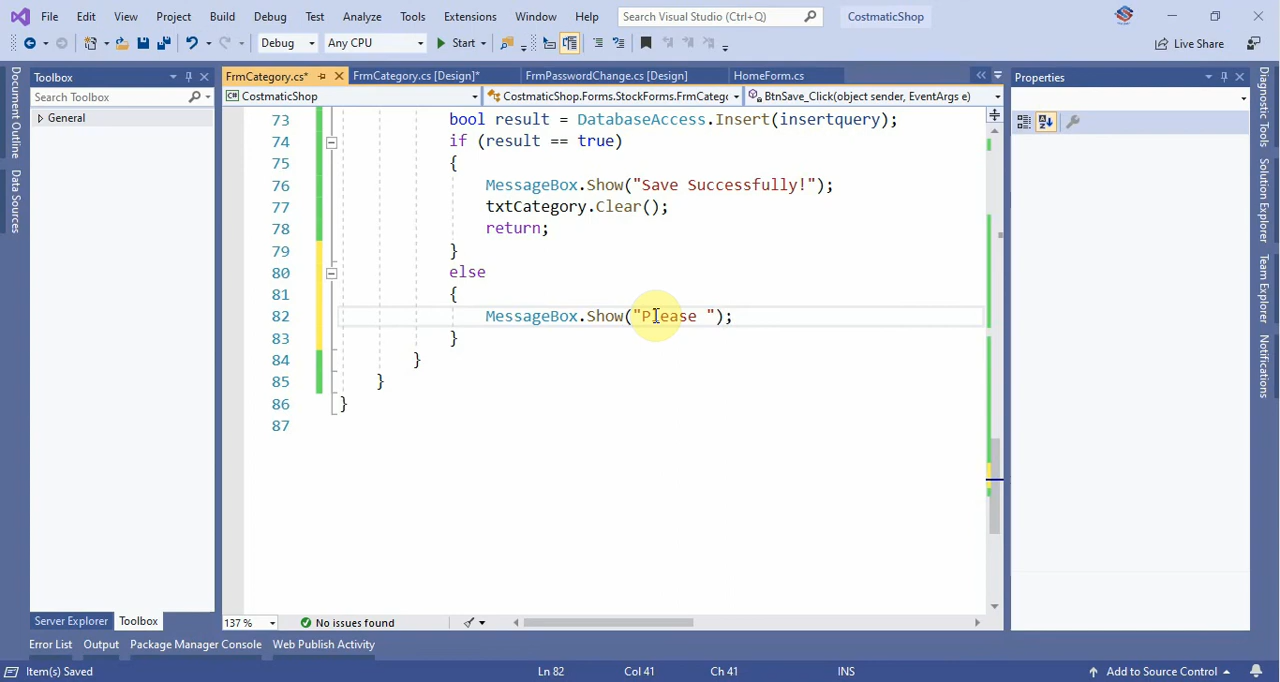 File Edit View Project Build Debug Test Analyze Tools Extensions Window Help Search Visual Studio (Ctrl+Q) CostmaticShop
Debug Any CPU Start Live Share
Document Outline
Data Sources
Toolbox
Search Toolbox
General
Server Explorer Toolbox
FrmCategory.cs* FrmCategory.cs [Design]* FrmPasswordChange.cs [Design] HomeForm.cs
CostmaticShop CostmaticShop.Forms.StockForms.FrmCateg BtnSave_Click(object sender, EventArgs e)
73 bool result = DatabaseAccess.Insert(insertquery);
74 if (result == true)
75 {
76 MessageBox.Show("Save Successfully!");
77 txtCategory.Clear();
78 return;
79 }
80 else
81 {
82 MessageBox.Show("Please ");
83 }
84 }
85 }
86 }
87
137 % No issues found
Properties
Diagnostic Tools
Solution Explorer
Team Explorer
Notifications
Error List Output Package Manager Console Web Publish Activity
Item(s) Saved Ln 82 Col 41 Ch 41 INS Add to Source Control